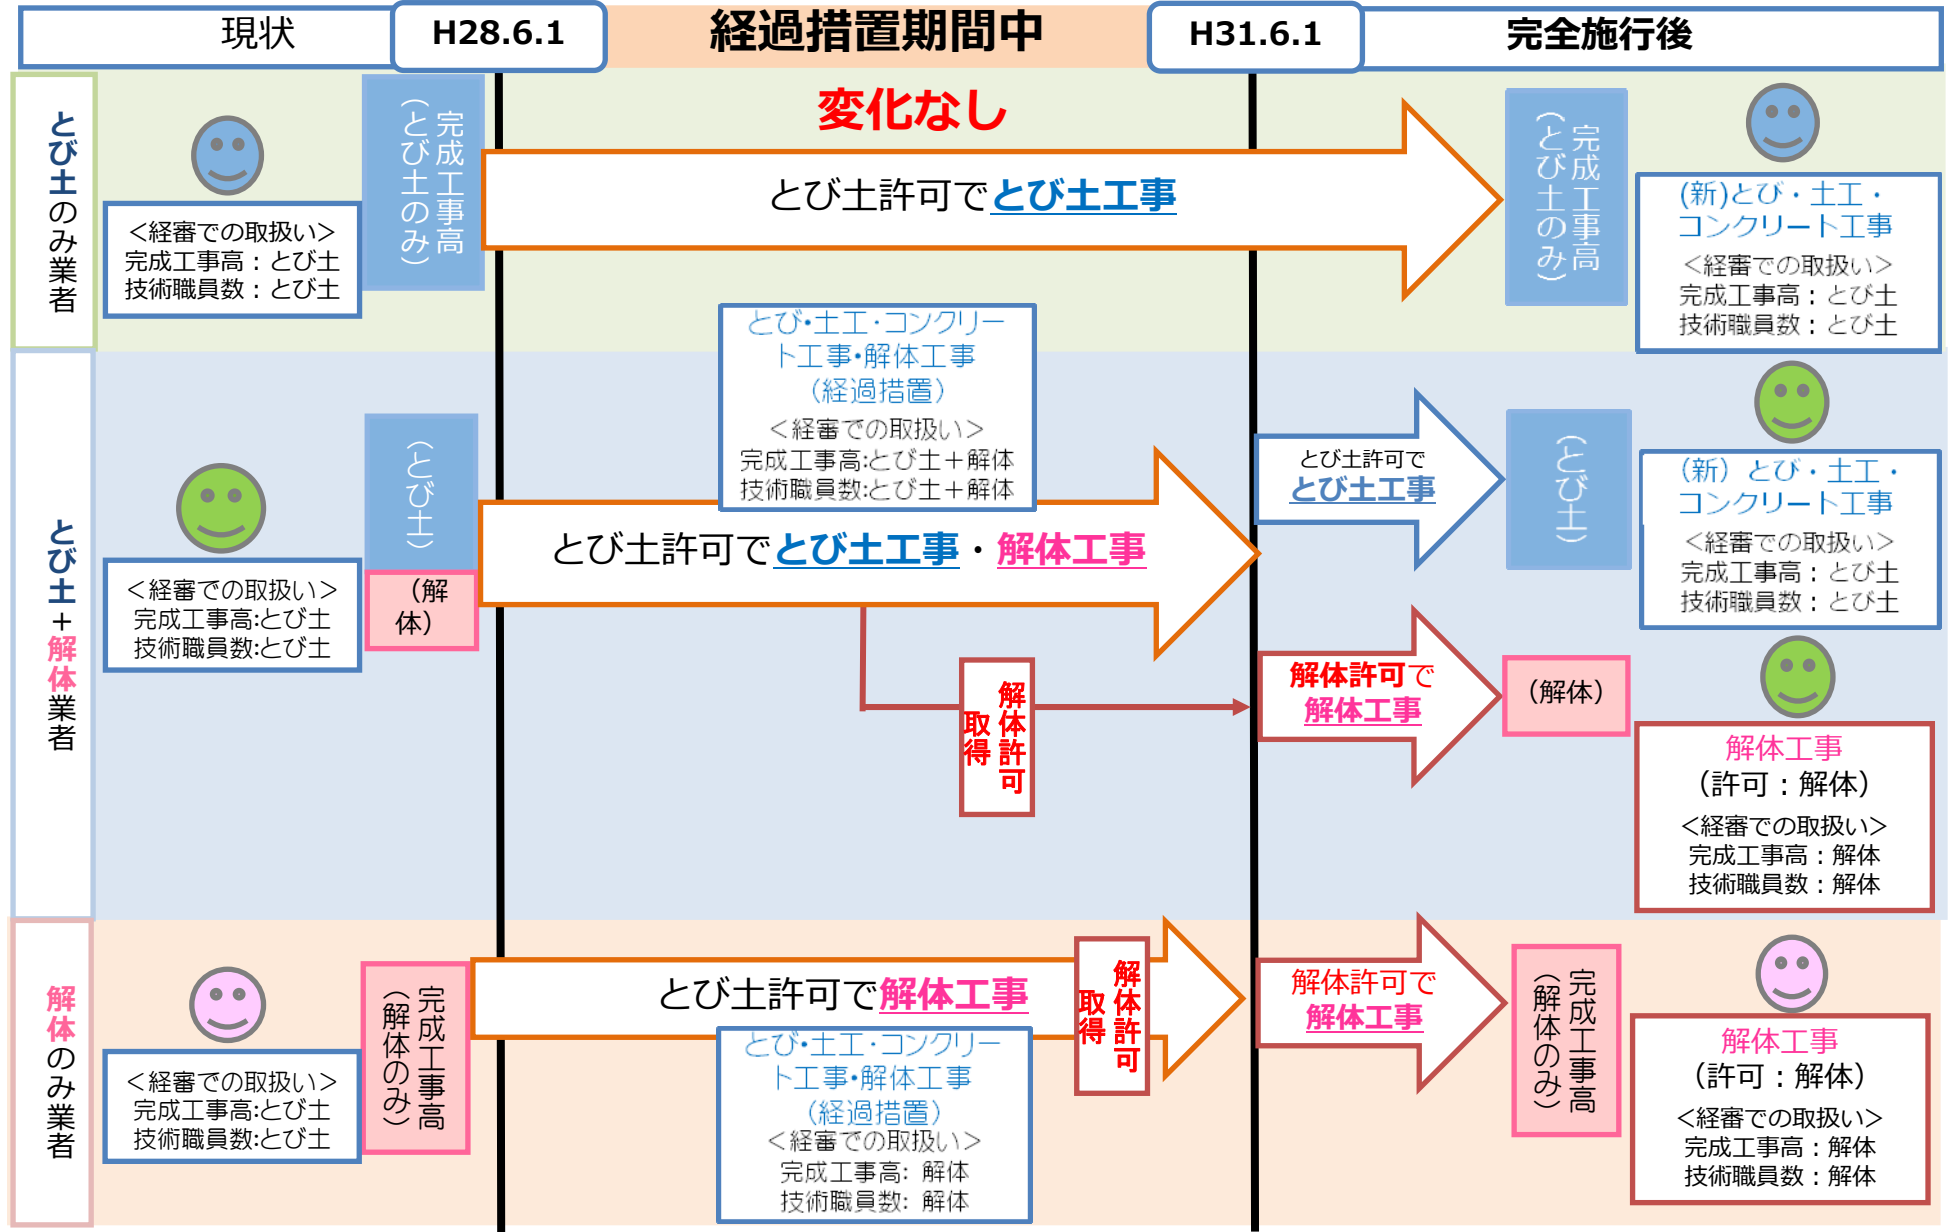 現状
H28.6.1
経過措置期間中
H31.6.1
完全施行後
とび土のみ業者
<経審での取扱い>
完成工事高:とび土
技術職員数:とび土
完成工事高
(とび土のみ)
変化なし
とび土許可でとび土工事
完成工事高
(とび土のみ)
(新)とび・土工・
コンクリート工事
<経審での取扱い>
完成工事高:とび土
技術職員数:とび土
とび土+解体業者
<経審での取扱い>
完成工事高:とび土
技術職員数:とび土
(とび土)
(解
体)
とび・土工・コンクリー
ト工事・解体工事
(経過措置)
<経審での取扱い>
完成工事高:とび土+解体
技術職員数:とび土+解体
とび土許可でとび土工事・解体工事
解体許可
取得
とび土許可で
とび土工事
(とび土)
(新)とび・土工・
コンクリート工事
<経審での取扱い>
完成工事高:とび土
技術職員数:とび土
解体許可で
解体工事
(解体)
解体工事
(許可:解体)
<経審での取扱い>
完成工事高:解体
技術職員数:解体
解体のみ業者
<経審での取扱い>
完成工事高:とび土
技術職員数:とび土
完成工事高
(解体のみ)
とび土許可で解体工事
解体許可
取得
とび・土工・コンクリー
ト工事・解体工事
(経過措置)
<経審での取扱い>
完成工事高: 解体
技術職員数: 解体
解体許可で
解体工事
完成工事高
(解体のみ)
解体工事
(許可:解体)
<経審での取扱い>
完成工事高:解体
技術職員数:解体